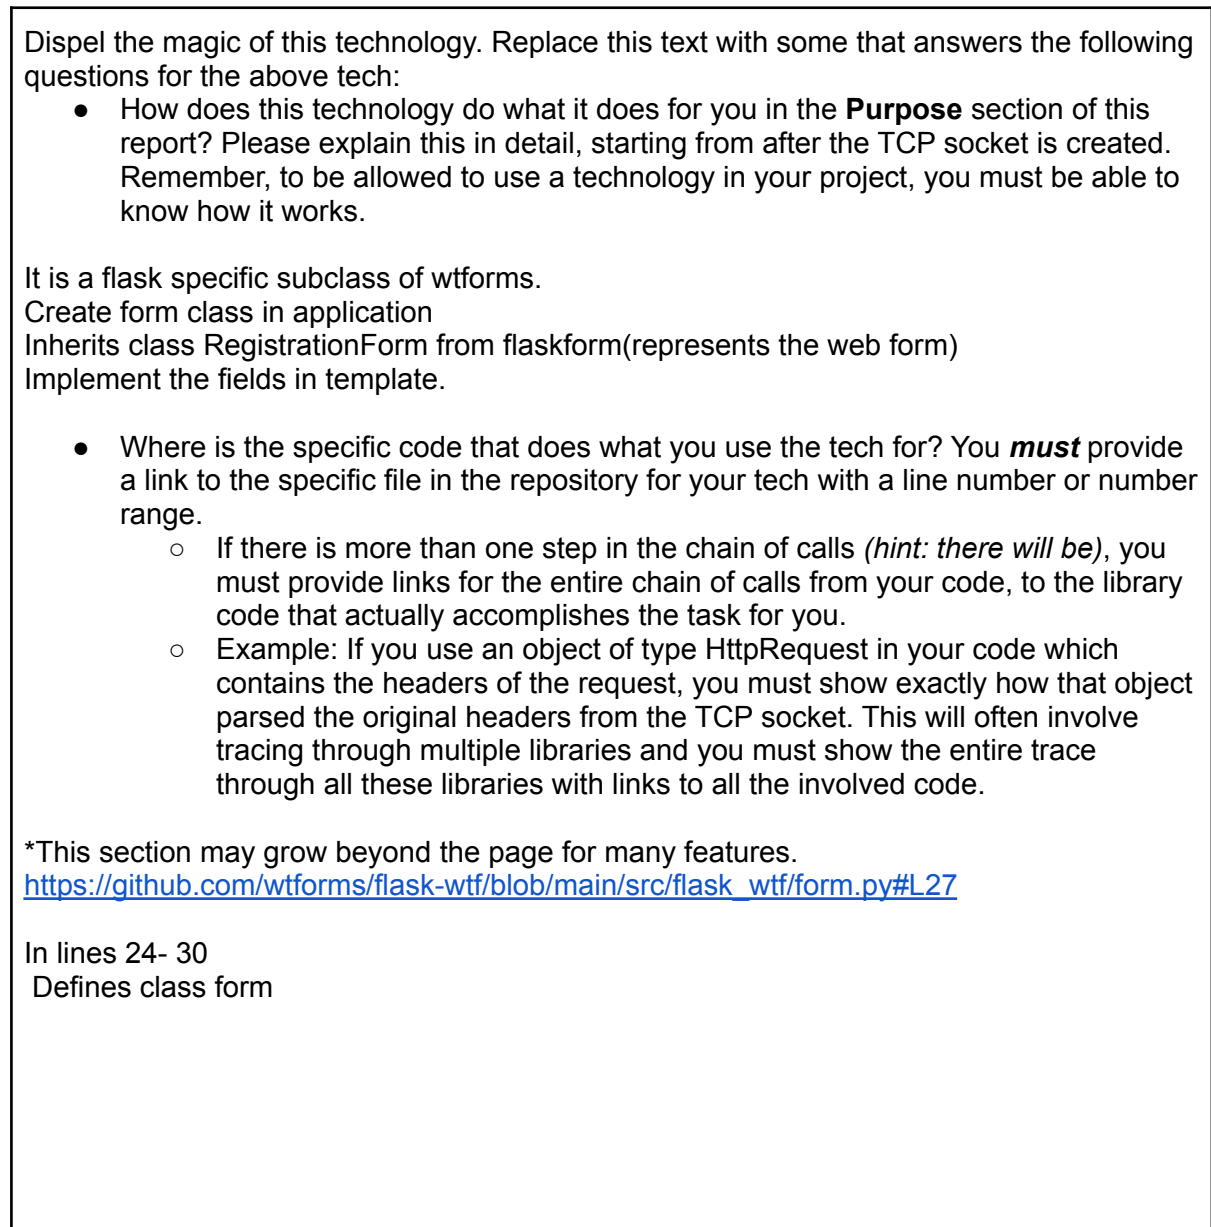 Dispel the magic of this technology. Replace this text with some that answers the following
questions for the above tech:
● How does this technology do what it does for you in the Purpose section of this
report? Please explain this in detail, starting from after the TCP socket is created.
Remember, to be allowed to use a technology in your project, you must be able to
know how it works.
It is a flask specific subclass of wtforms.
Create form class in application
Inherits class RegistrationForm from flaskform(represents the web form)
Implement the fields in template.
● Where is the specific code that does what you use the tech for? You must provide
a link to the specific file in the repository for your tech with a line number or number
range.
○ If there is more than one step in the chain of calls (hint: there will be), you
must provide links for the entire chain of calls from your code, to the library
code that actually accomplishes the task for you.
○ Example: If you use an object of type HttpRequest in your code which
contains the headers of the request, you must show exactly how that object
parsed the original headers from the TCP socket. This will often involve
tracing through multiple libraries and you must show the entire trace
through all these libraries with links to all the involved code.
*This section may grow beyond the page for many features.
https://github.com/wtforms/flask-wtf/blob/main/src/flask_wtf/form.py#L27
In lines 24- 30
Defines class form